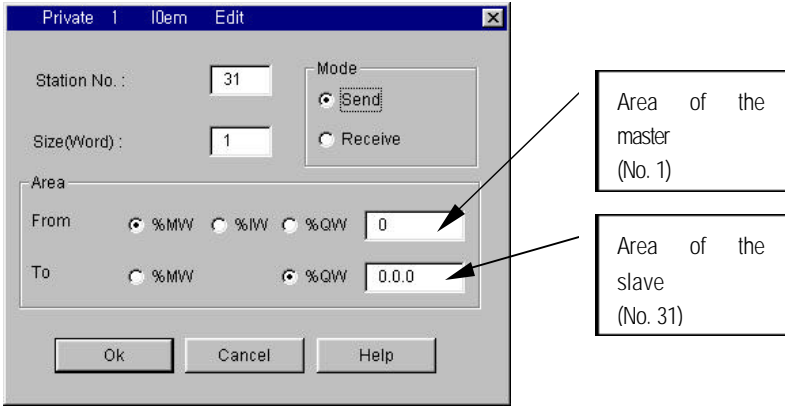 Private 1 I0em Edit
Station No. : 31
Mode
Send
Receive
Size(Word) : 1
Area
From %MW %IW %QW 0
To %MW %QW 0.0.0
Ok Cancel Help
Area of the
master
(No. 1)
Area of the
slave
(No. 31)